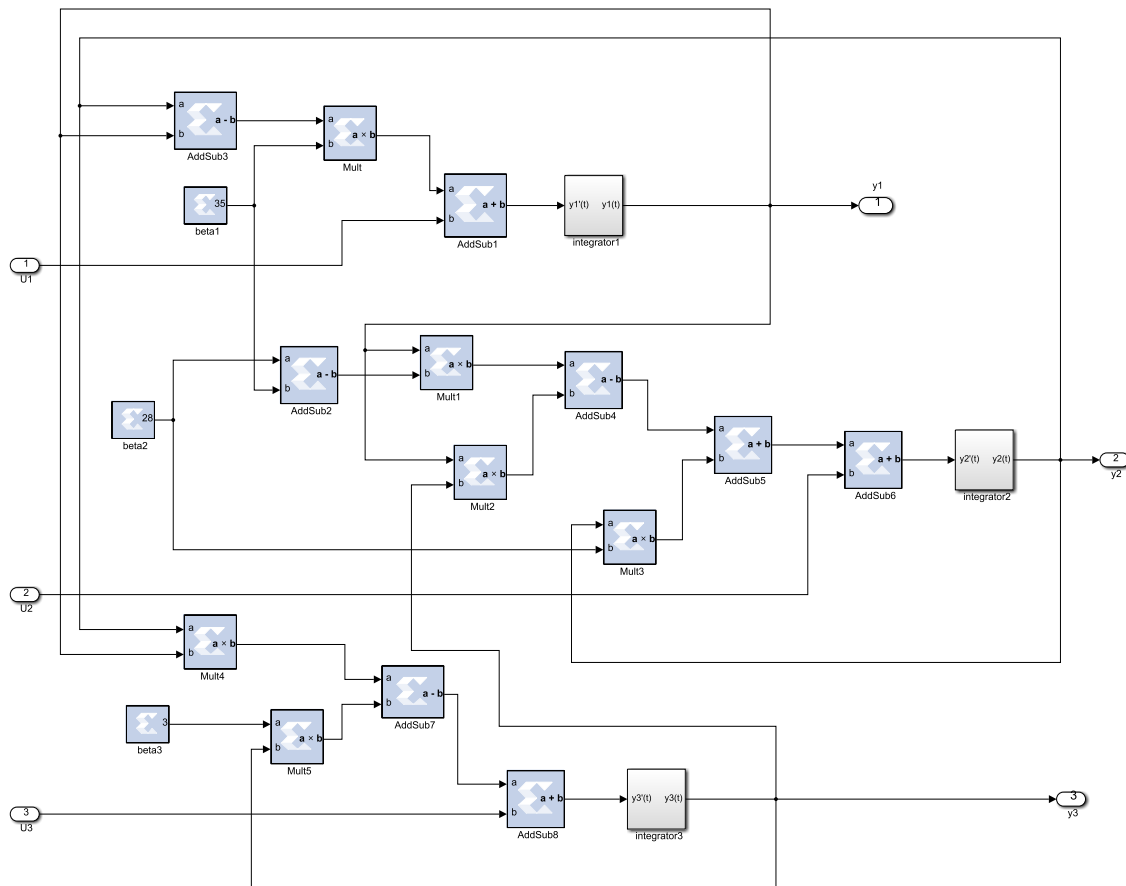 a
b
a - b
AddSub3
a
b
a × b
Mult
35
beta1
a
b
a + b
AddSub1
y1'(t)
y1(t)
integrator1
y1
1
1
U1
a
b
a - b
AddSub2
a
b
a × b
Mult1
a
b
a - b
AddSub4
28
beta2
a
b
a × b
Mult2
a
b
a + b
AddSub5
a
b
a + b
AddSub6
y2'(t)
y2(t)
integrator2
2
y2
a
b
a × b
Mult3
2
U2
a
b
a × b
Mult4
a
b
a - b
AddSub7
3
beta3
a
b
a × b
Mult5
a
b
a + b
AddSub8
y3'(t)
y3(t)
integrator3
3
y3
3
U3